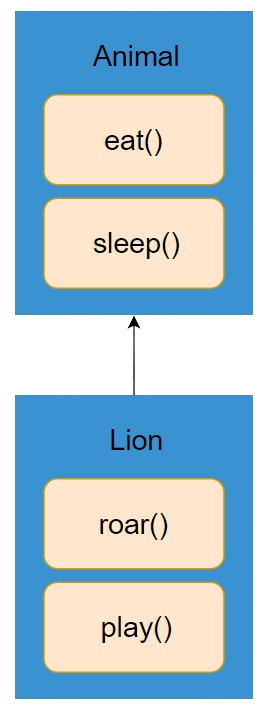 Animal
eat()
sleep()
Lion
roar()
play()